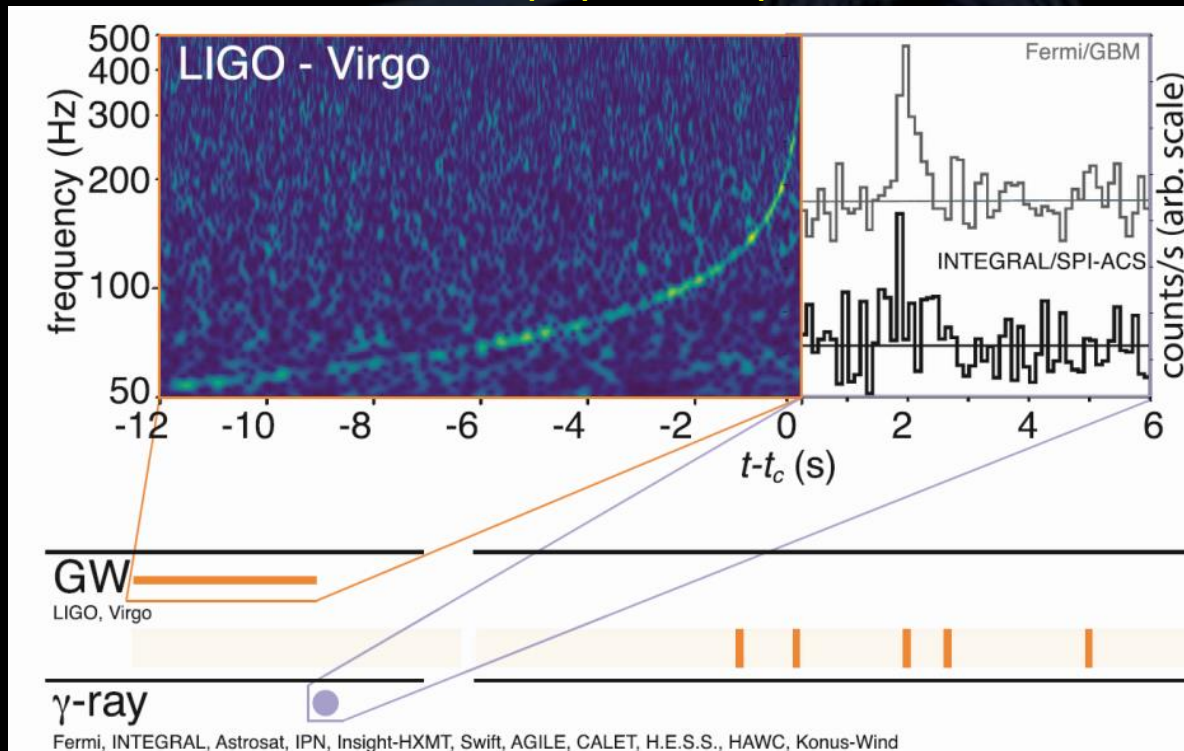 500
400
300
200
100
50
frequency (Hz)
LIGO - Virgo
Fermi/GBM
INTEGRAL/SPI-ACS
counts/s (arb. scale)
-12 -10 -8 -6 -4 -2 0 2 4 6
t-tc (s)
GW
LIGO, Virgo
γ-ray
Fermi, INTEGRAL, Astrosat, IPN, Insight-HXMT, Swift, AGILE, CALET, H.E.S.S., HAWC, Konus-Wind